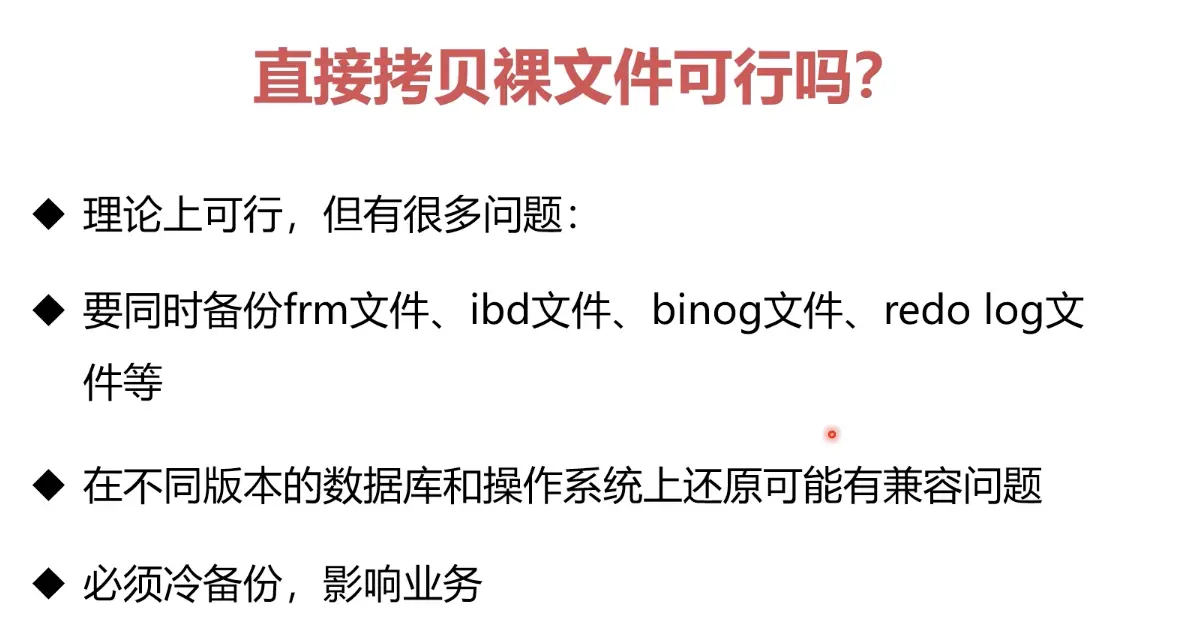 直接拷贝裸文件可行吗？
◆ 理论上可行，但有很多问题：
◆ 要同时备份frm文件、ibd文件、binog文件、redo log文
件等
◆ 在不同版本的数据库和操作系统上还原可能有兼容问题
◆ 必须冷备份，影响业务